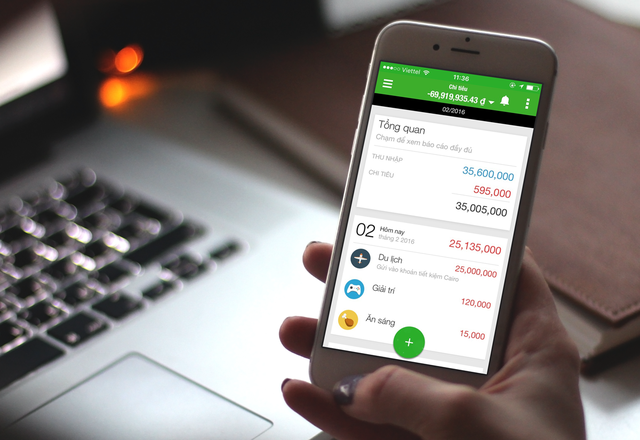 Viettel 11:36
Chi tiêu
-69,919,935.43 ₫
02/2016
Tổng quan
Chạm để xem báo cáo đầy đủ
THU NHẬP 35,600,000
CHI TIÊU 595,000
35,005,000
02 Hôm nay 25,135,000
tháng 2 2016
Du lịch 25,000,000
Gửi vào khoản tiết kiệm Cairo
Giải trí 120,000
Ăn sáng 15,000